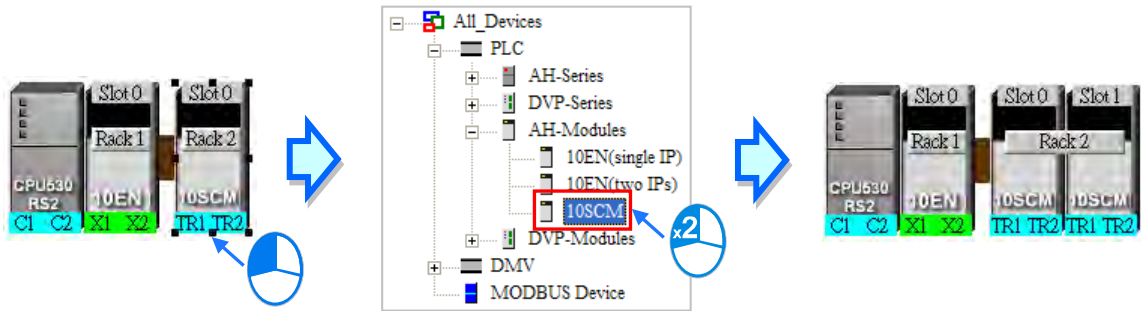 Slot 0 Slot 0
Rack 1 Rack 2
CPU530 10EN 10SCM
RS2
C1 C2 X1 X2 TR1 TR2
All_Devices
PLC
AH-Series
DVP-Series
AH-Modules
10EN(single IP)
10EN(two IPs)
10SCM
DVP-Modules
DMV
MODBUS Device
x2
Slot 0 Slot 0 Slot 1
Rack 1 Rack 2
CPU530 10EN 10SCM 10SCM
RS2
C1 C2 X1 X2 TR1 TR2 TR1 TR2